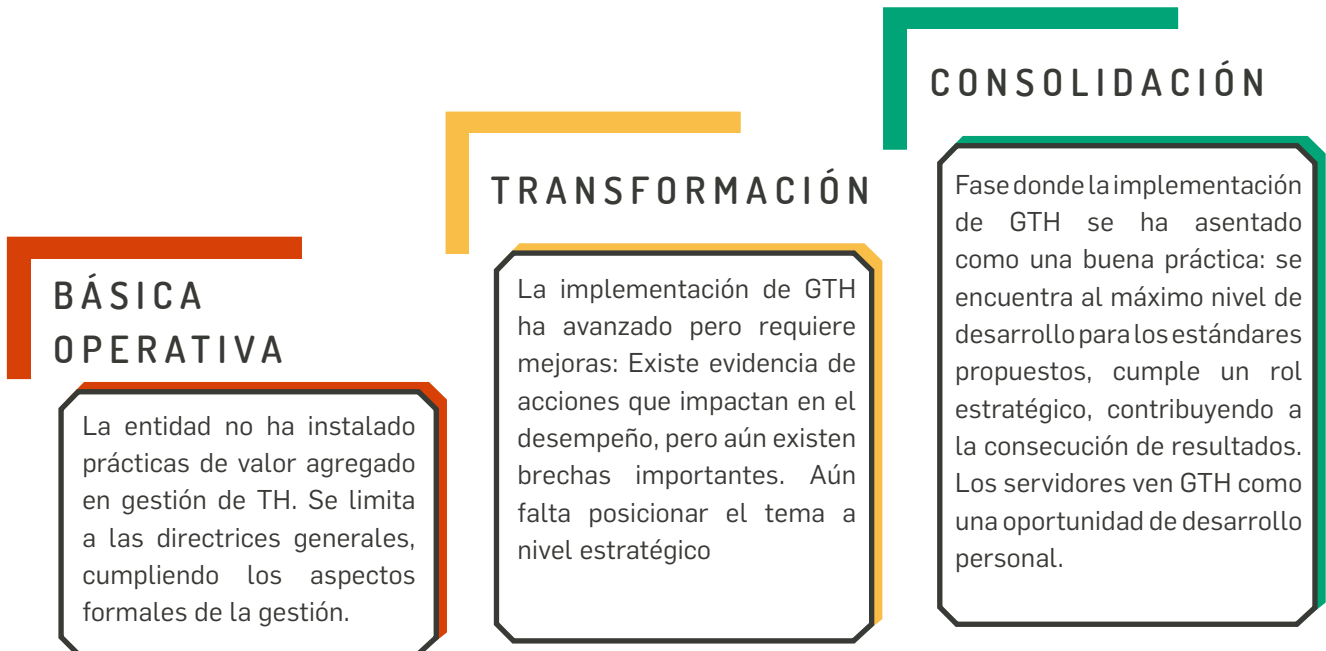 BÁSICA
OPERATIVA
La entidad no ha instalado
prácticas de valor agregado
en gestión de TH. Se limita
a las directrices generales,
cumpliendo los aspectos
formales de la gestión.
TRANSFORMACIÓN
La implementación de GTH
ha avanzado pero requiere
mejoras: Existe evidencia de
acciones que impactan en el
desempeño, pero aún existen
brechas importantes. Aún
falta posicionar el tema a
nivel estratégico
CONSOLIDACIÓN
Fase donde la implementación
de GTH se ha asentado
como una buena práctica: se
encuentra al máximo nivel de
desarrollo para los estándares
propuestos, cumple un rol
estratégico, contribuyendo a
la consecución de resultados.
Los servidores ven GTH como
una oportunidad de desarrollo
personal.